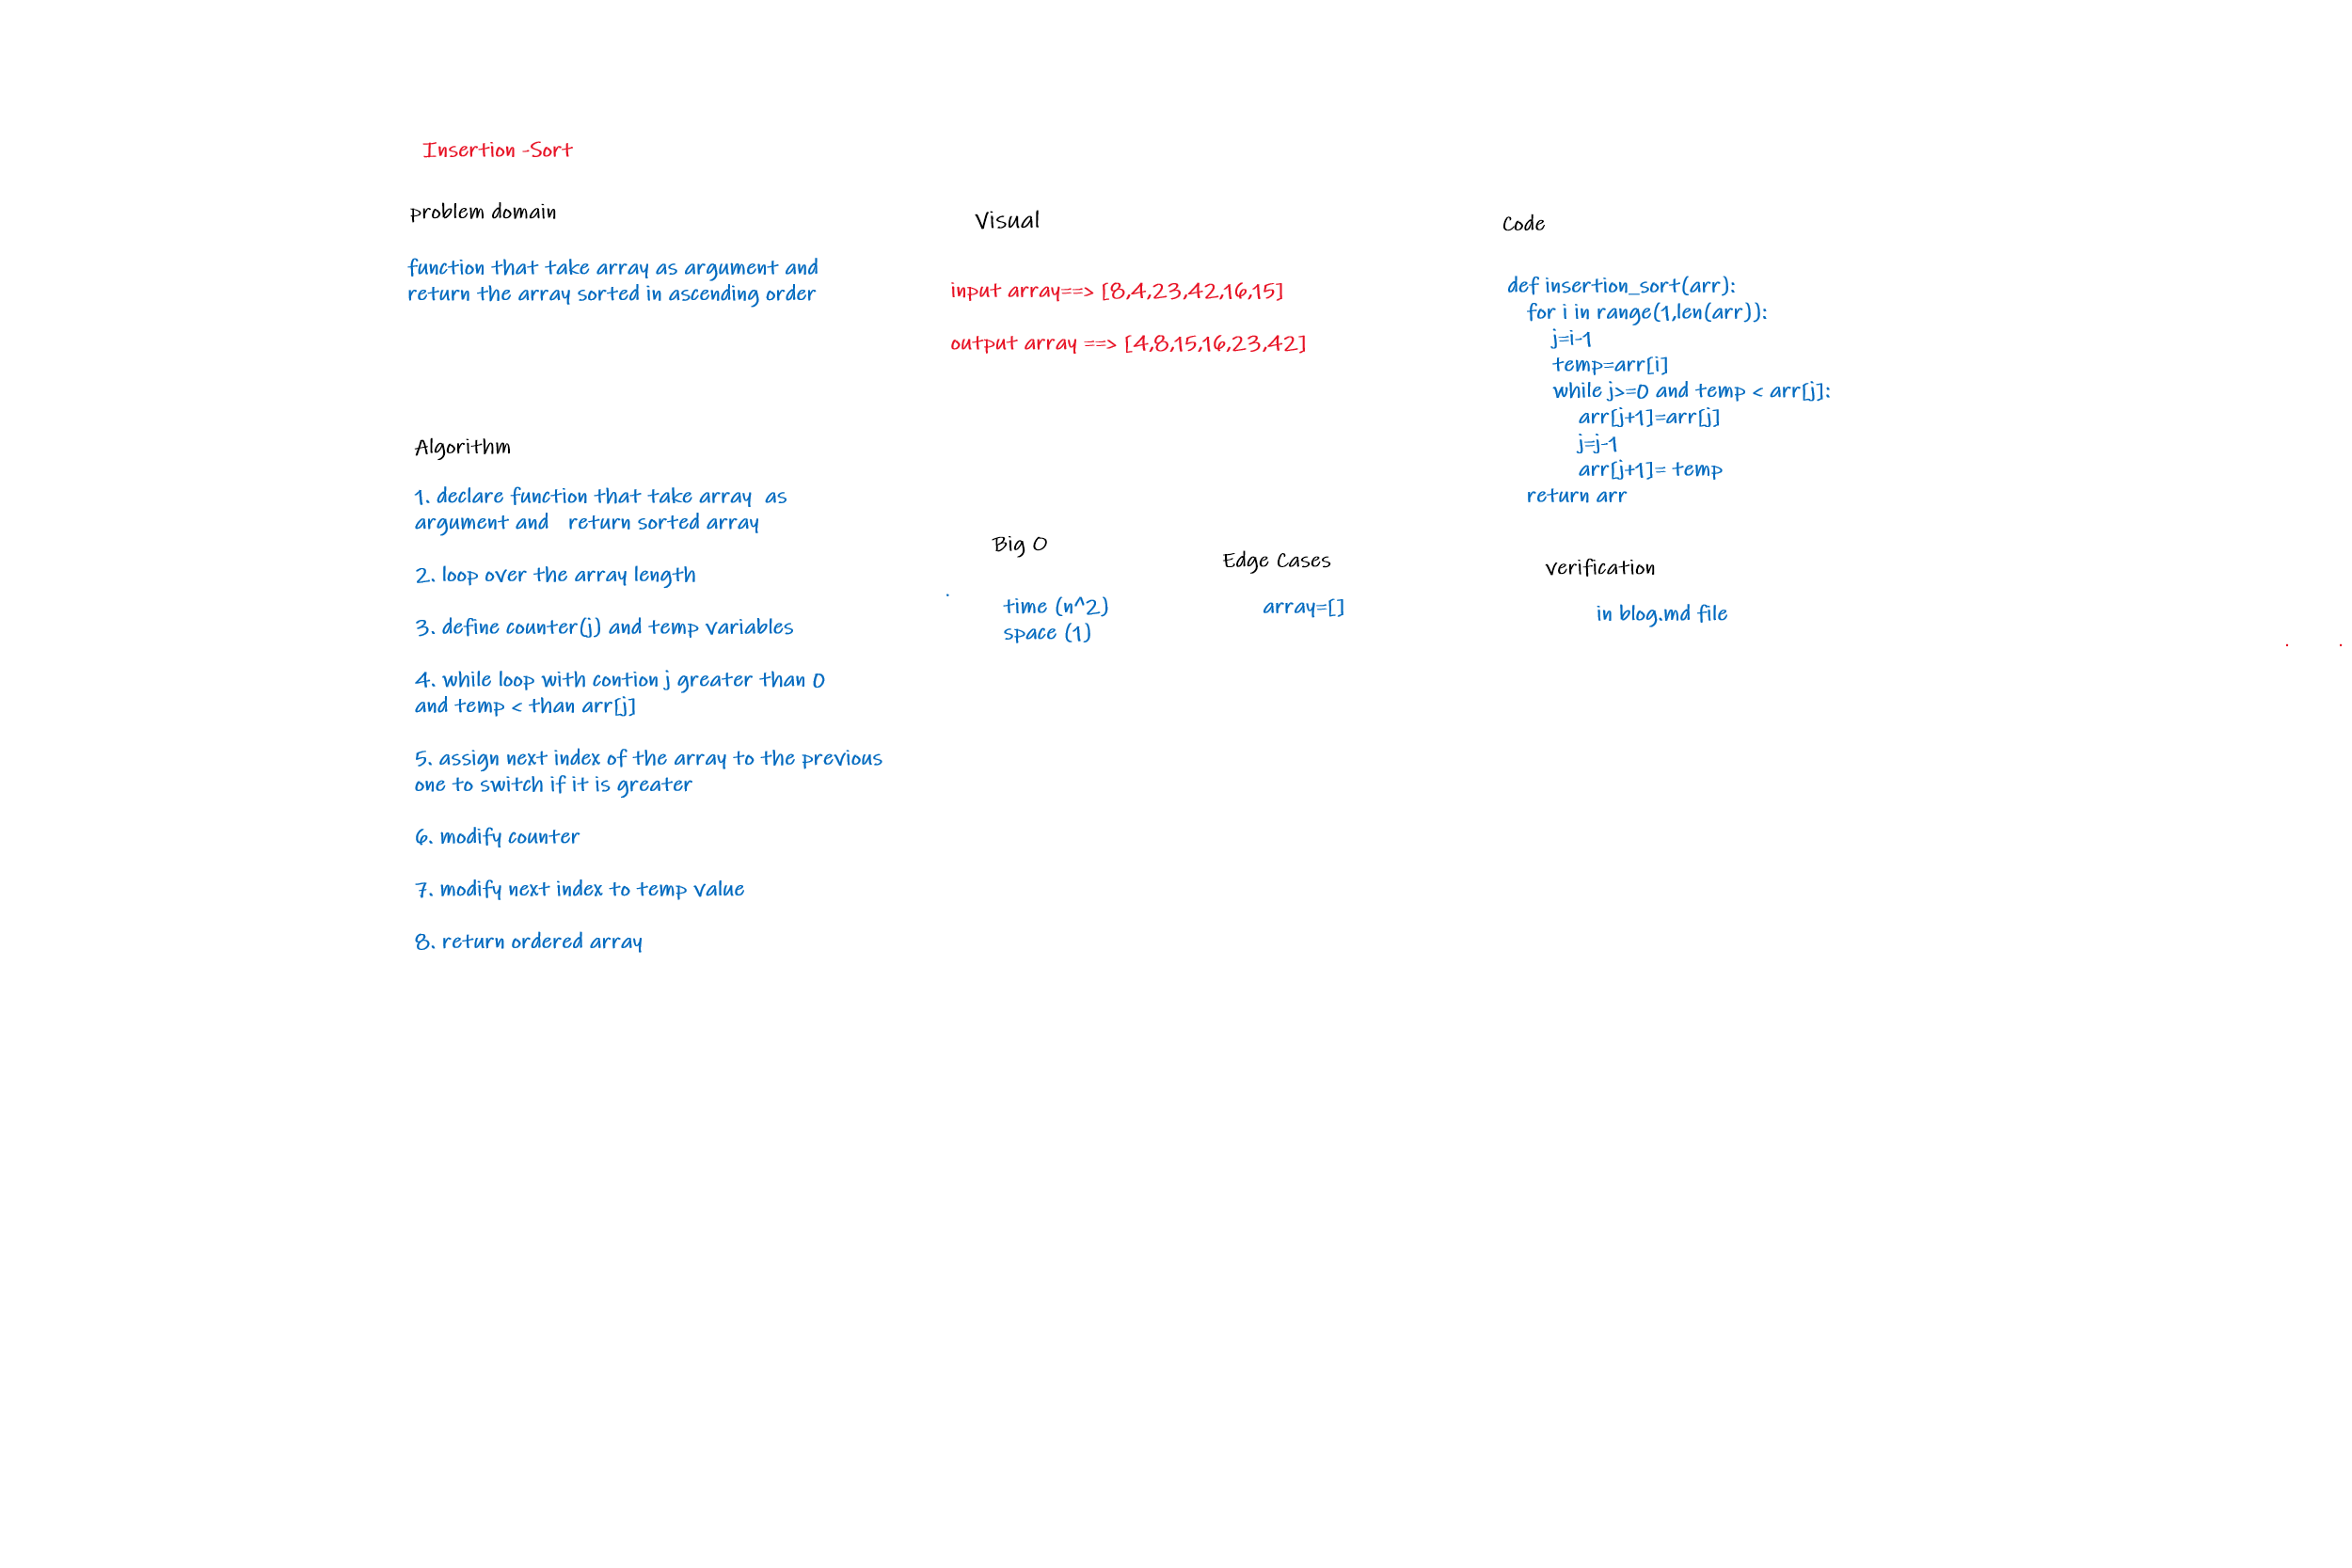 Insertion -Sort
problem domain
function that take array as argument and
return the array sorted in ascending order
Algorithm
1. declare function that take array  as
argument and   return sorted array
2. loop over the array length
3. define counter(j) and temp variables
4. while loop with contion j greater than 0
and temp < than arr[j]
5. assign next index of the array to the previous
one to switch if it is greater
6. modify counter
7. modify next index to temp value
8. return ordered array
Visual
input array==> [8,4,23,42,16,15]
output array ==> [4,8,15,16,23,42]
Big O
time (n^2)
space (1)
Edge Cases
array=[]
Code
def insertion_sort(arr):
for i in range(1,len(arr)):
j=i-1
temp=arr[i]
while j>=0 and temp < arr[j]:
arr[j+1]=arr[j]
j=j-1
arr[j+1]= temp
return arr
verification
in blog.md file